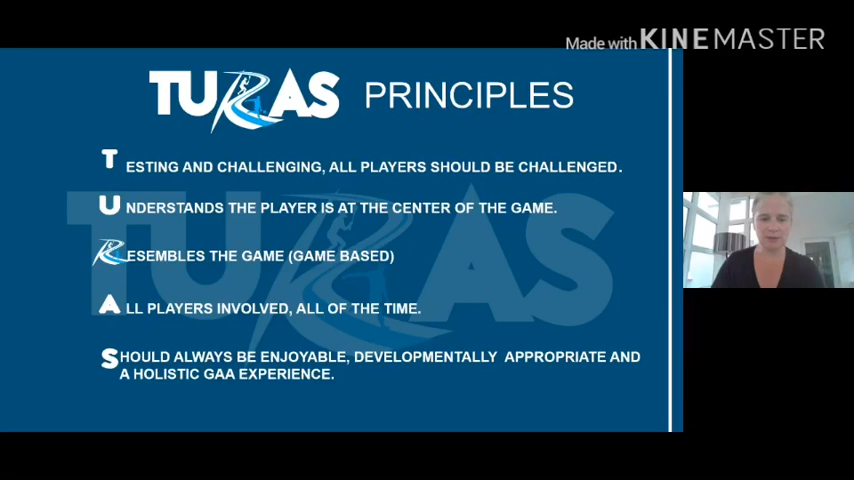 Made with KINEMASTER
TURAS PRINCIPLES
TESTING AND CHALLENGING, ALL PLAYERS SHOULD BE CHALLENGED.
UNDERSTANDS THE PLAYER IS AT THE CENTER OF THE GAME.
RESEMBLES THE GAME (GAME BASED)
ALL PLAYERS INVOLVED, ALL OF THE TIME.
SHOULD ALWAYS BE ENJOYABLE, DEVELOPMENTALLY APPROPRIATE AND
A HOLISTIC GAA EXPERIENCE.
TURAS